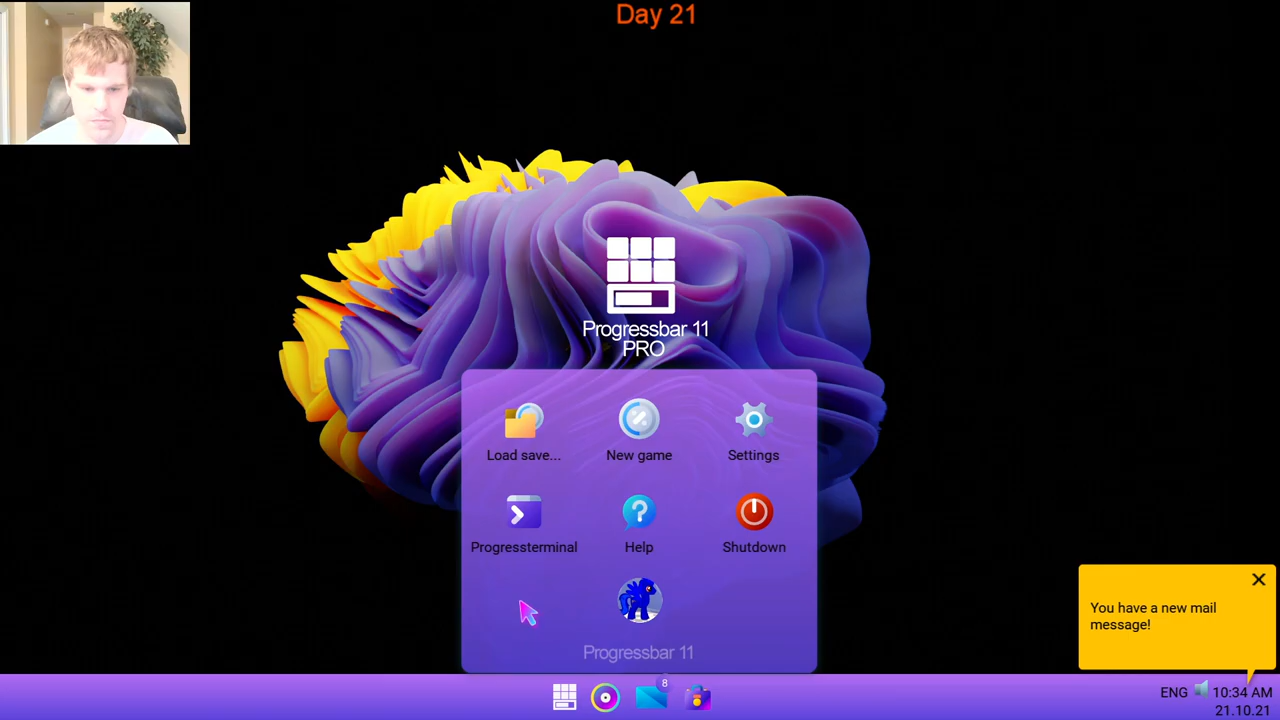 Day 21
Progressbar 11
PRO
Load save...
New game
Settings
Progressterminal
Help
Shutdown
Progressbar 11
You have a new mail
message!
8
ENG
10:34 AM
21.10.21